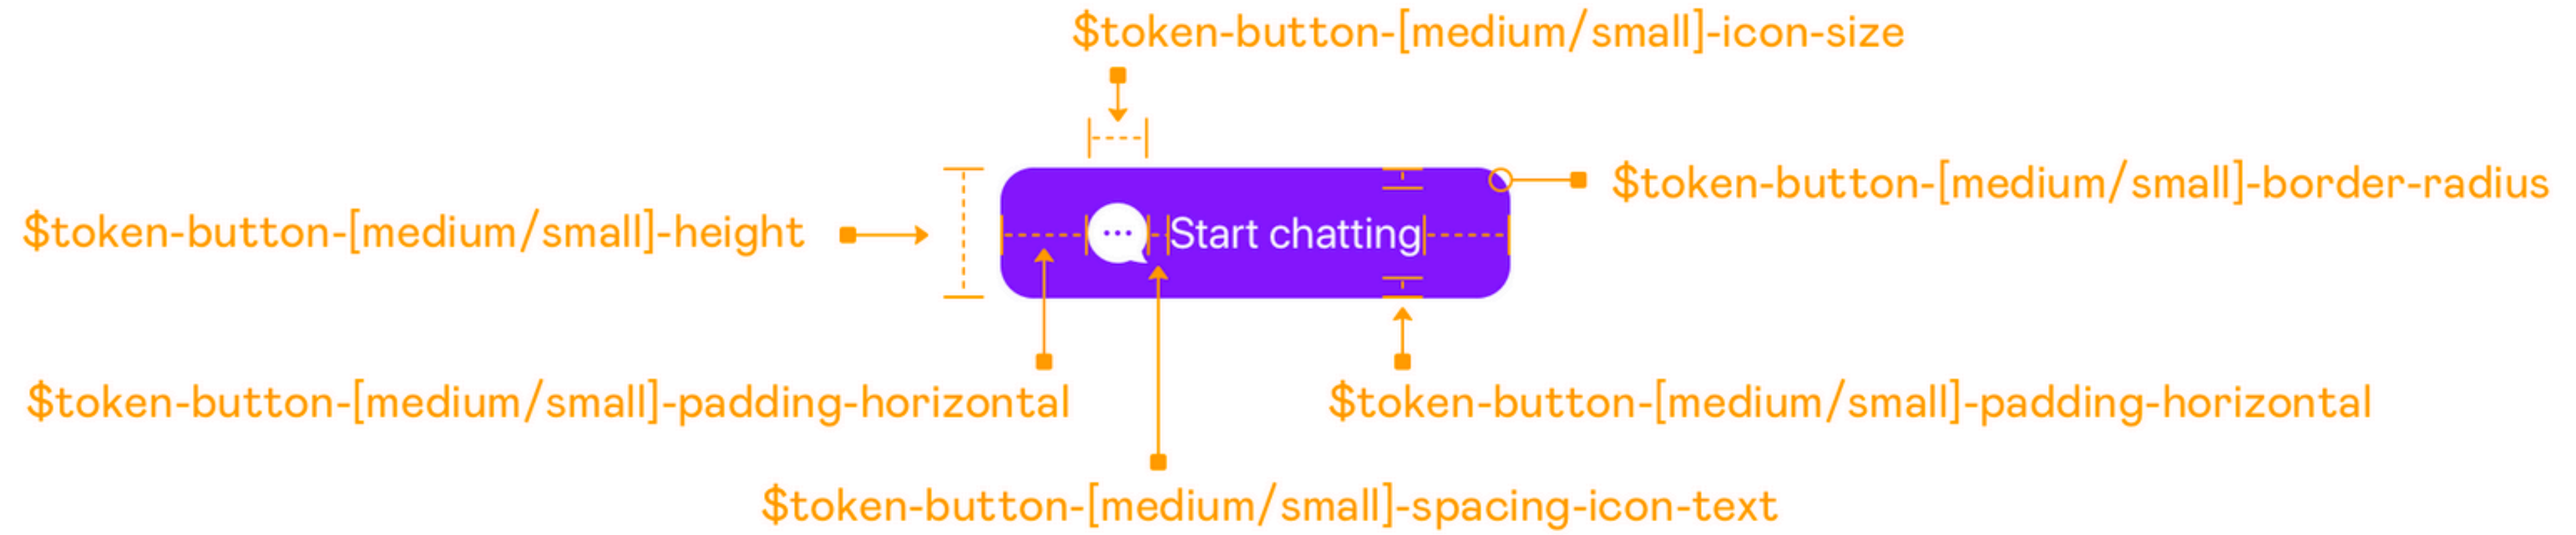 $token-button-[medium/small]-icon-size
$token-button-[medium/small]-border-radius
$token-button-[medium/small]-height
Start chatting
$token-button-[medium/small]-padding-horizontal
$token-button-[medium/small]-padding-horizontal
$token-button-[medium/small]-spacing-icon-text